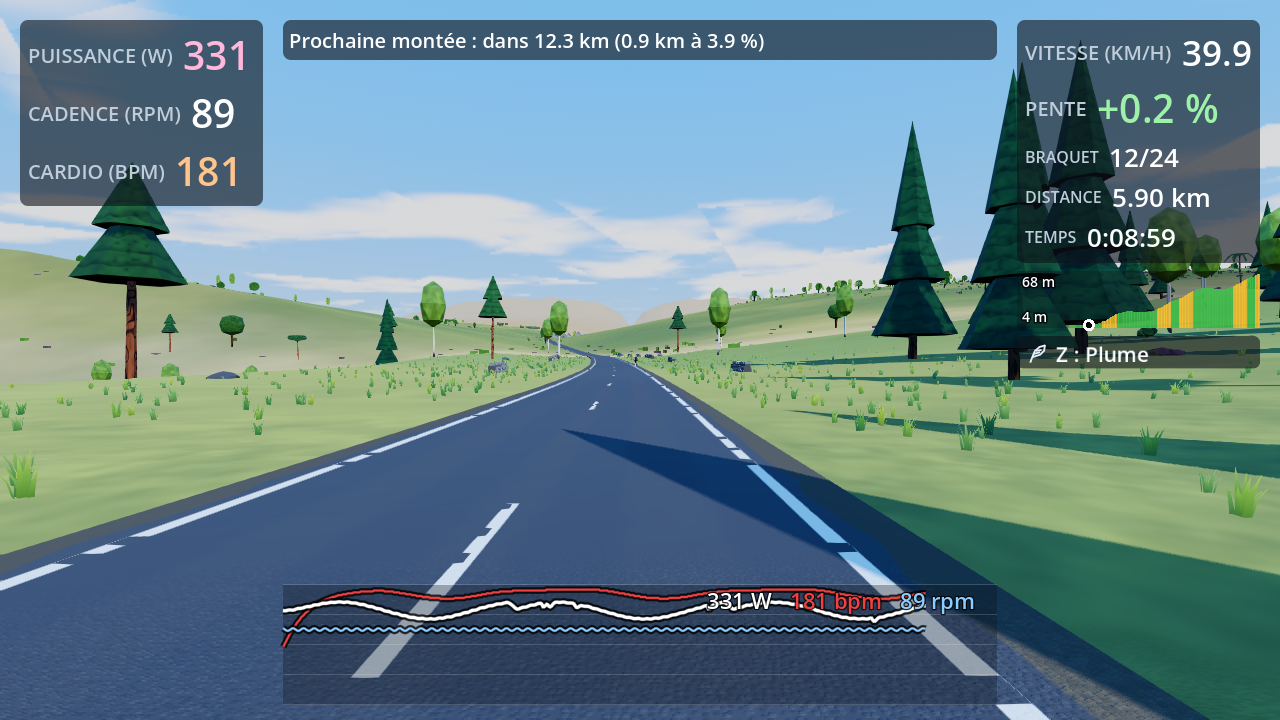 PUISSANCE (W) 331
CADENCE (RPM) 89
CARDIO (BPM) 181
Prochaine montée : dans 12.3 km (0.9 km à 3.9 %)
VITESSE (KM/H) 39.9
PENTE +0.2 %
BRAQUET 12/24
DISTANCE 5.90 km
TEMPS 0:08:59
68 m
4 m
Z : Plume
331 W 181 bpm 89 rpm